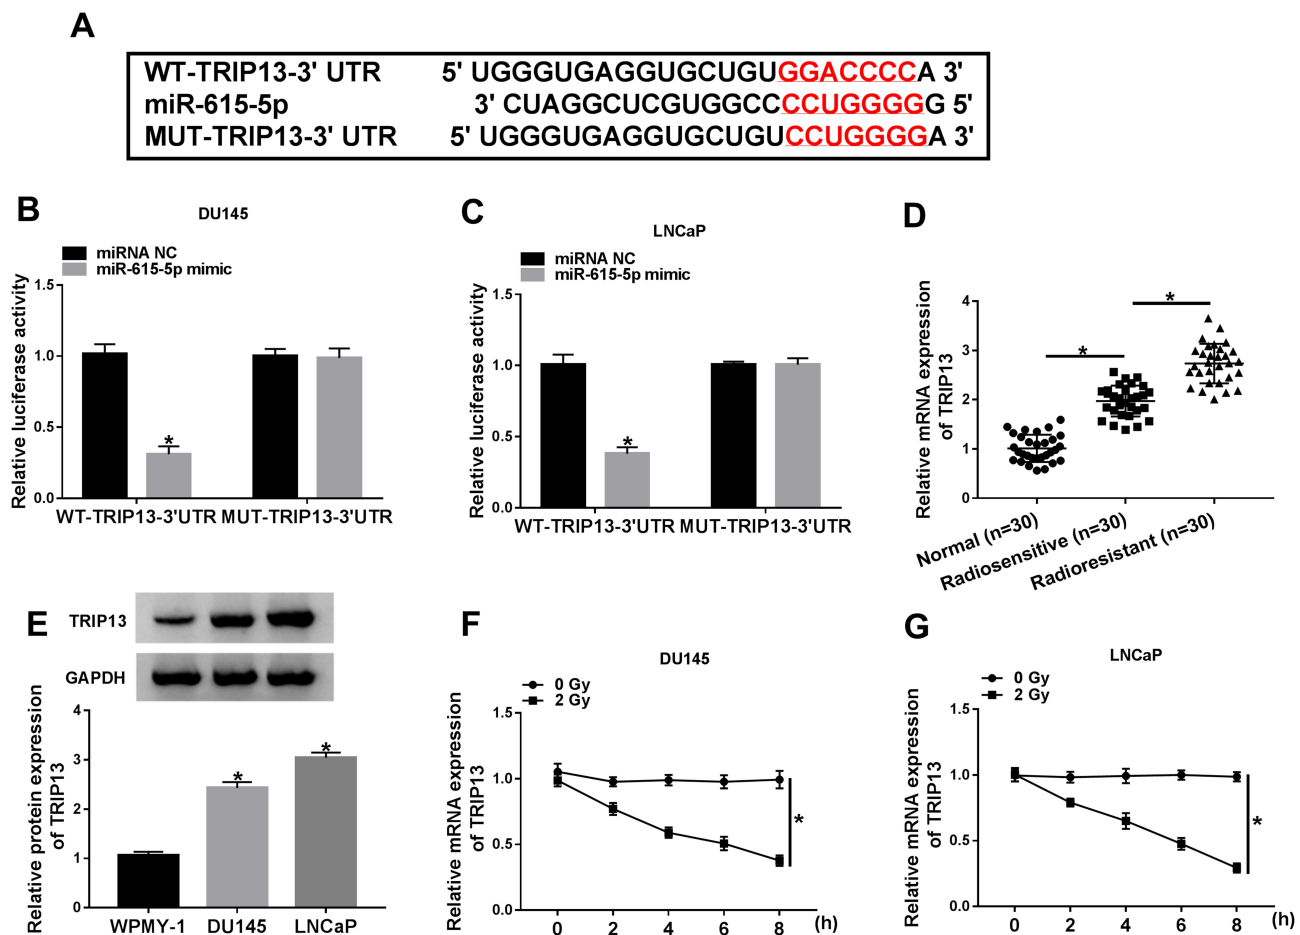 A
WT-TRIP13-3' UTR 5' UGGGUGAGGUGCUGUGGACCCCA 3'
miR-615-5p 3' CUAGGCUCGUGGCCCCUGGGGG 5'
MUT-TRIP13-3' UTR 5' UGGGUGAGGUGCUGUCCUGGGGA 3'
B
DU145
miRNA NC
miR-615-5p mimic
Relative luciferase activity
1.5
1.0
0.5
0.0
*
WT-TRIP13-3'UTR MUT-TRIP13-3'UTR
C
LNCaP
miRNA NC
miR-615-5p mimic
Relative luciferase activity
1.5
1.0
0.5
0.0
*
WT-TRIP13-3'UTR MUT-TRIP13-3'UTR
D
Relative mRNA expression
of TRIP13
4
3
2
1
0
*
*
Normal (n=30)
Radiosensitive (n=30)
Radioresistant (n=30)
E
TRIP13
GAPDH
Relative protein expression
of TRIP13
4
3
2
1
0
*
*
WPMY-1 DU145 LNCaP
F
DU145
0 Gy
2 Gy
Relative mRNA expression
of TRIP13
1.5
1.0
0.5
0.0
*
0 2 4 6 8 (h)
G
LNCaP
0 Gy
2 Gy
Relative mRNA expression
of TRIP13
1.5
1.0
0.5
0.0
*
0 2 4 6 8 (h)